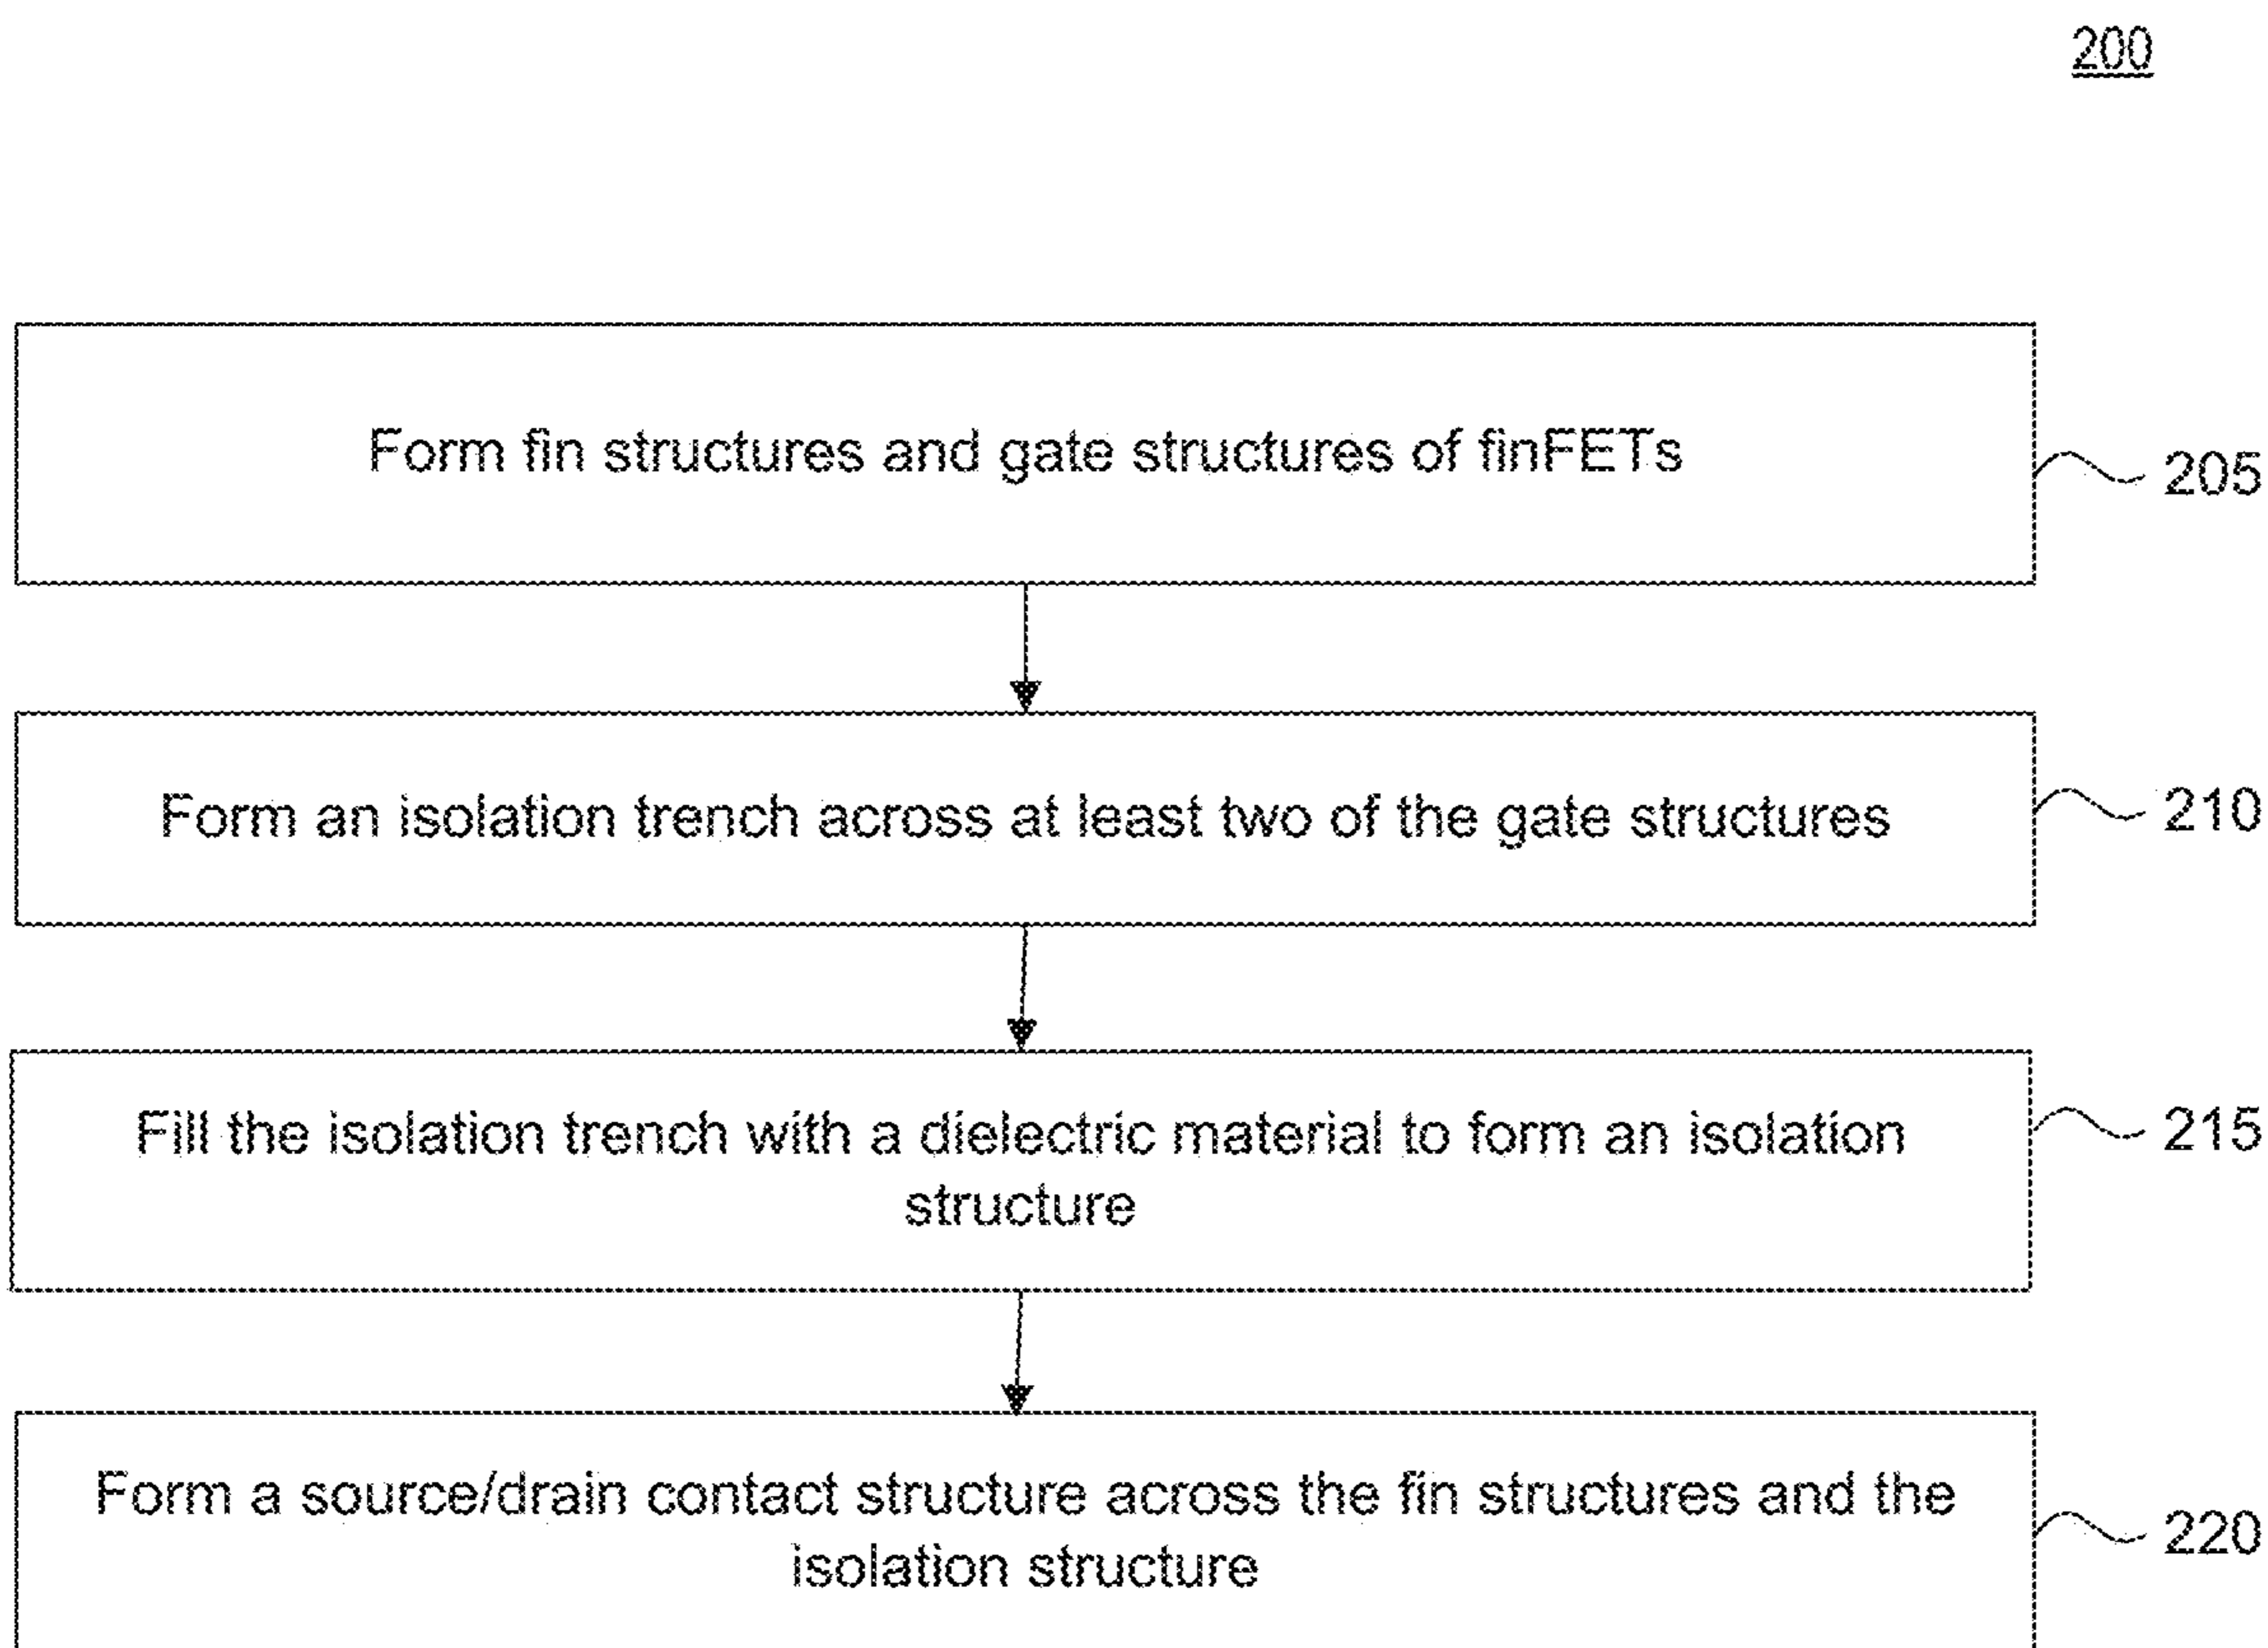 200
Form fin structures and gate structures of finFETs
205
Form an isolation trench across at least two of the gate structures
210
Fill the isolation trench with a dielectric material to form an isolation
structure
215
Form a source/drain contact structure across the fin structures and the
isolation structure
220